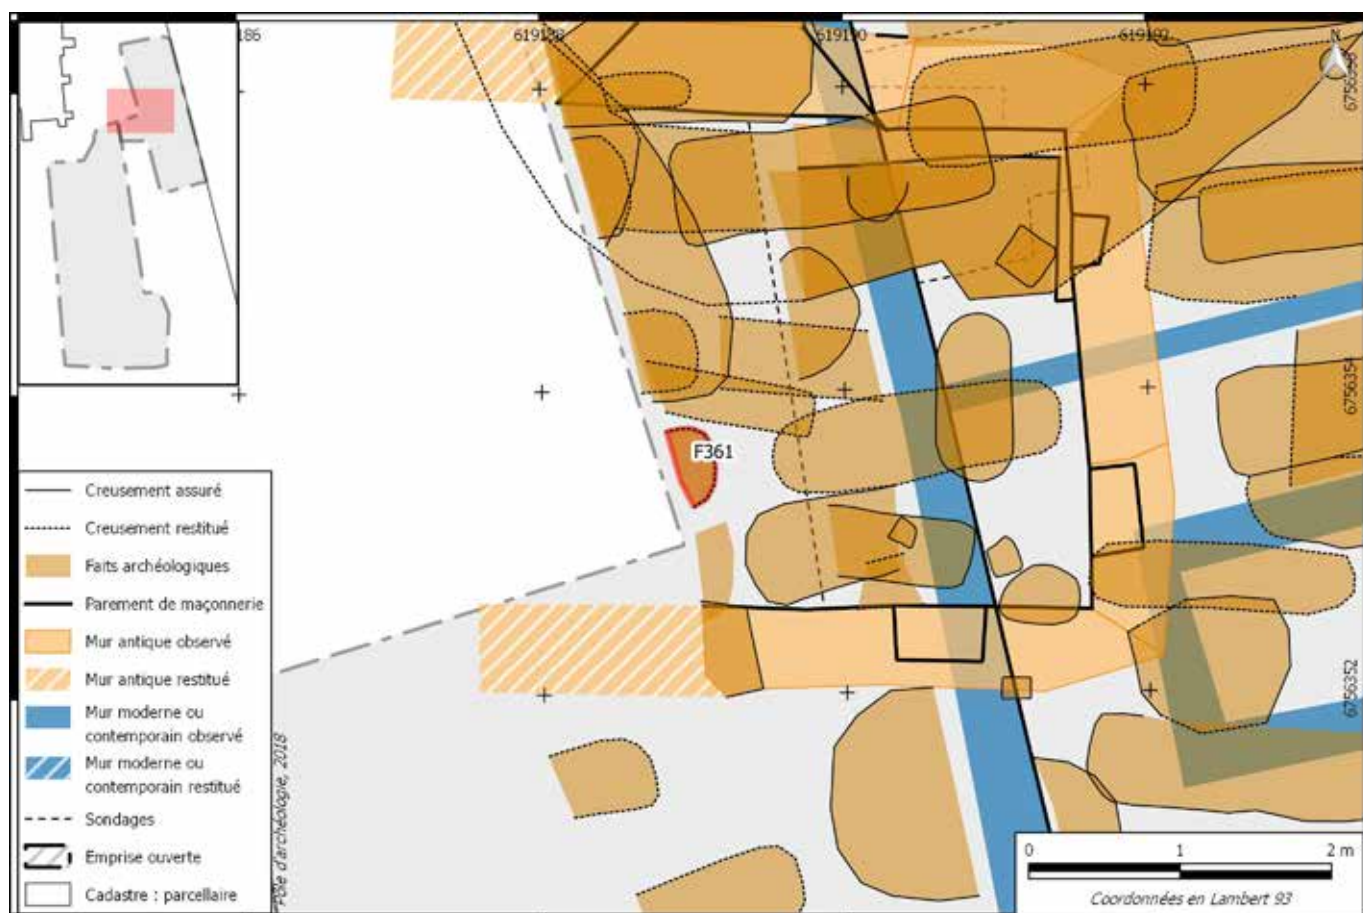 186
619188
619190
619192
N
6756354
6756352
F361
Creusement assuré
Creusement restitué
Faits archéologiques
Parement de maçonnerie
Mur antique observé
Mur antique restitué
Mur moderne ou
contemporain observé
Mur moderne ou
contemporain restitué
Sondages
Emprise ouverte
Cadastre : parcellaire
Pôle d'archéologie, 2018
0 1 2 m
Coordonnées en Lambert 93